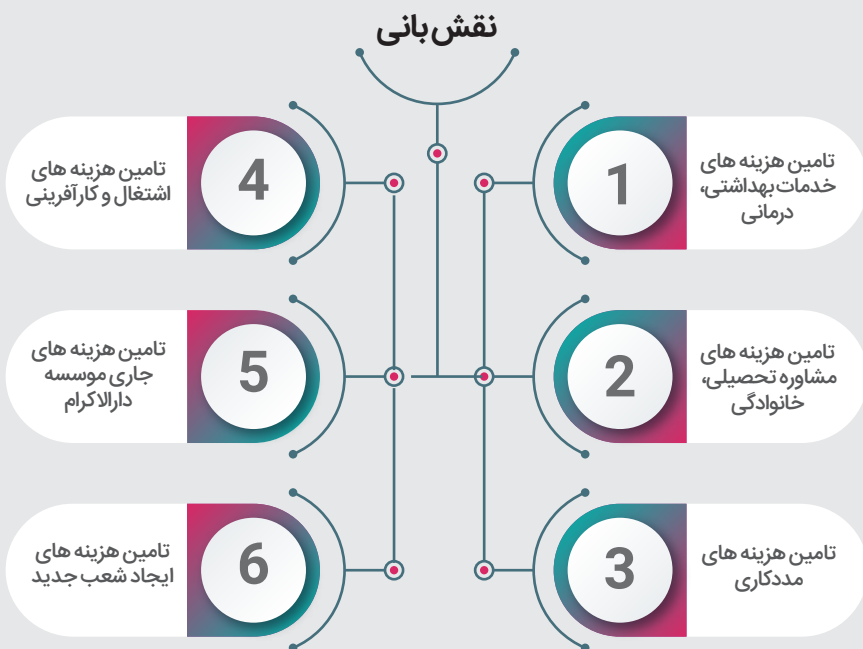 نقش بانی
1
تامین هزینه های
خدمات بهداشتی،
درمانی
2
تامین هزینه های
مشاوره تحصیلی،
خانوادگی
3
تامین هزینه های
مددکاری
4
تامین هزینه های
اشتغال و کارآفرینی
5
تامین هزینه های
جاری موسسه
دارالاکرام
6
تامین هزینه های
ایجاد شعب جدید